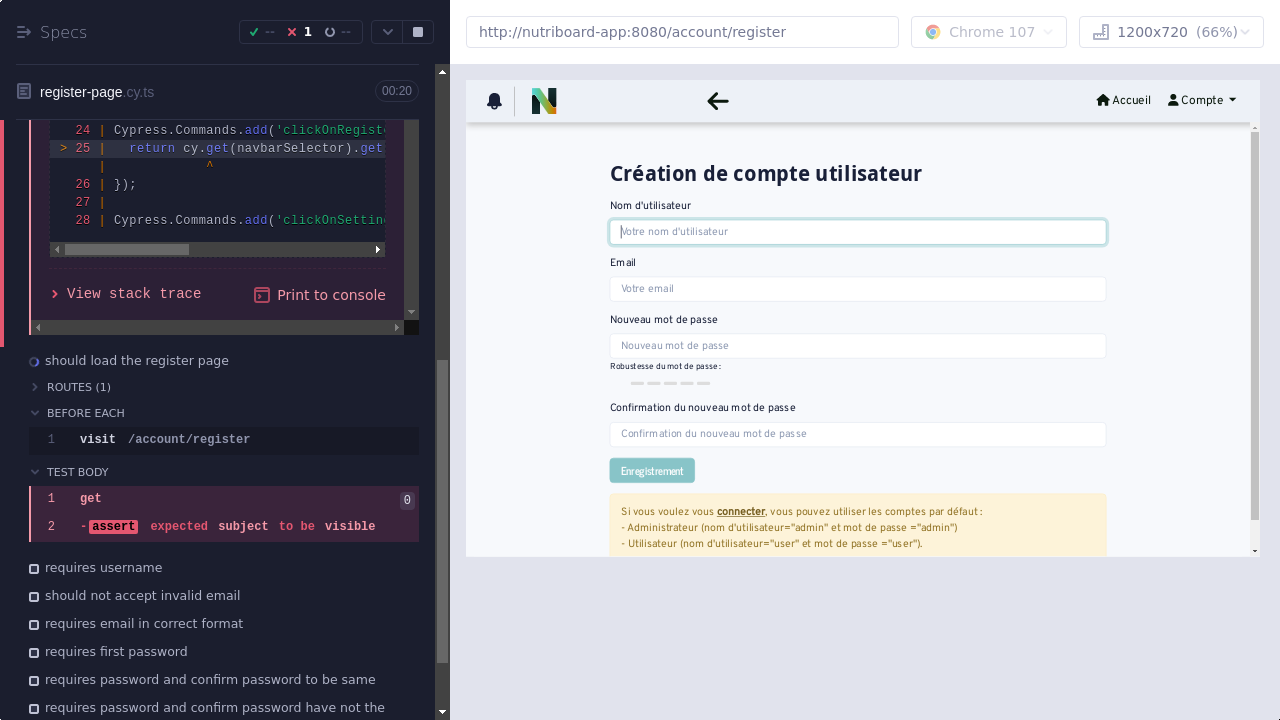 Specs
--
1
--
register-page.cy.ts
00:20
24 | Cypress.Commands.add('clickOnRegiste
> 25 |   return cy.get(navbarSelector).get
|              ^
26 | });
27 |
28 | Cypress.Commands.add('clickOnSetting
View stack trace
Print to console
should load the register page
ROUTES (1)
BEFORE EACH
1 visit /account/register
TEST BODY
1 get 0
2 -assert expected subject to be visible
requires username
should not accept invalid email
requires email in correct format
requires first password
requires password and confirm password to be same
requires password and confirm password have not the
http://nutriboard-app:8080/account/register
Chrome 107
1200x720 (66%)
Accueil
Compte
Création de compte utilisateur
Nom d'utilisateur
Votre nom d'utilisateur
Email
Votre email
Nouveau mot de passe
Nouveau mot de passe
Robustesse du mot de passe :
Confirmation du nouveau mot de passe
Confirmation du nouveau mot de passe
Enregistrement
Si vous voulez vous connecter, vous pouvez utiliser les comptes par défaut :
- Administrateur (nom d'utilisateur="admin" et mot de passe ="admin")
- Utilisateur (nom d'utilisateur="user" et mot de passe ="user").